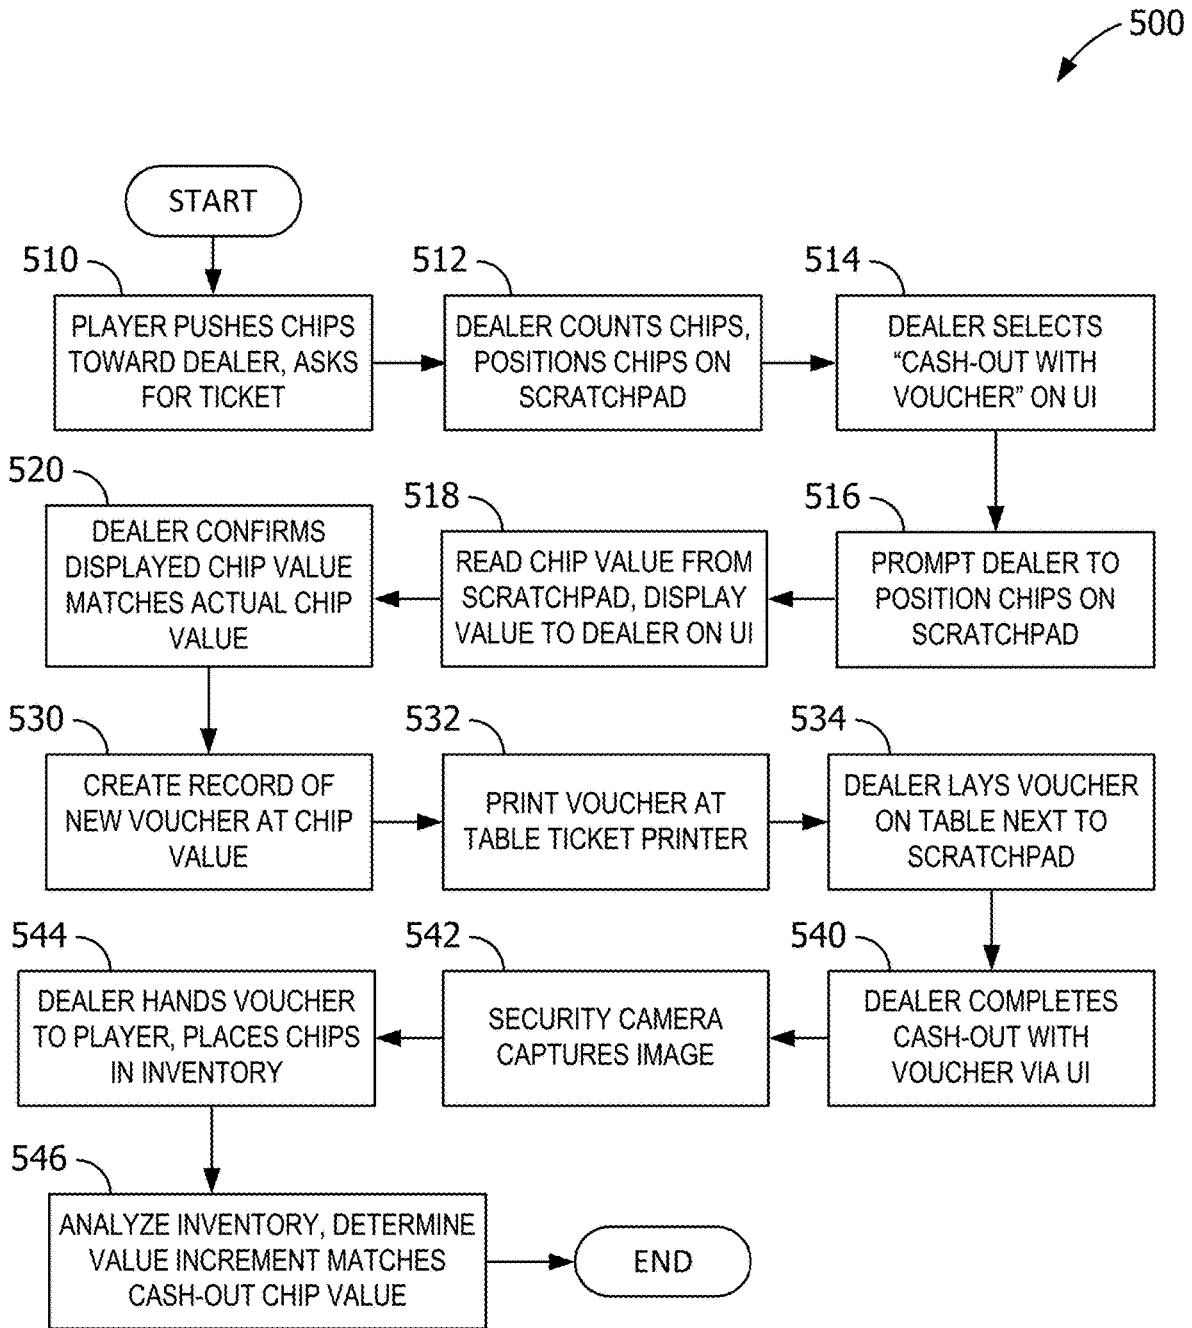 500
START
510
PLAYER PUSHES CHIPS
TOWARD DEALER, ASKS
FOR TICKET
512
DEALER COUNTS CHIPS,
POSITIONS CHIPS ON
SCRATCHPAD
514
DEALER SELECTS
“CASH-OUT WITH
VOUCHER” ON UI
516
PROMPT DEALER TO
POSITION CHIPS ON
SCRATCHPAD
518
READ CHIP VALUE FROM
SCRATCHPAD, DISPLAY
VALUE TO DEALER ON UI
520
DEALER CONFIRMS
DISPLAYED CHIP VALUE
MATCHES ACTUAL CHIP
VALUE
530
CREATE RECORD OF
NEW VOUCHER AT CHIP
VALUE
532
PRINT VOUCHER AT
TABLE TICKET PRINTER
534
DEALER LAYS VOUCHER
ON TABLE NEXT TO
SCRATCHPAD
540
DEALER COMPLETES
CASH-OUT WITH
VOUCHER VIA UI
542
SECURITY CAMERA
CAPTURES IMAGE
544
DEALER HANDS VOUCHER
TO PLAYER, PLACES CHIPS
IN INVENTORY
546
ANALYZE INVENTORY, DETERMINE
VALUE INCREMENT MATCHES
CASH-OUT CHIP VALUE
END